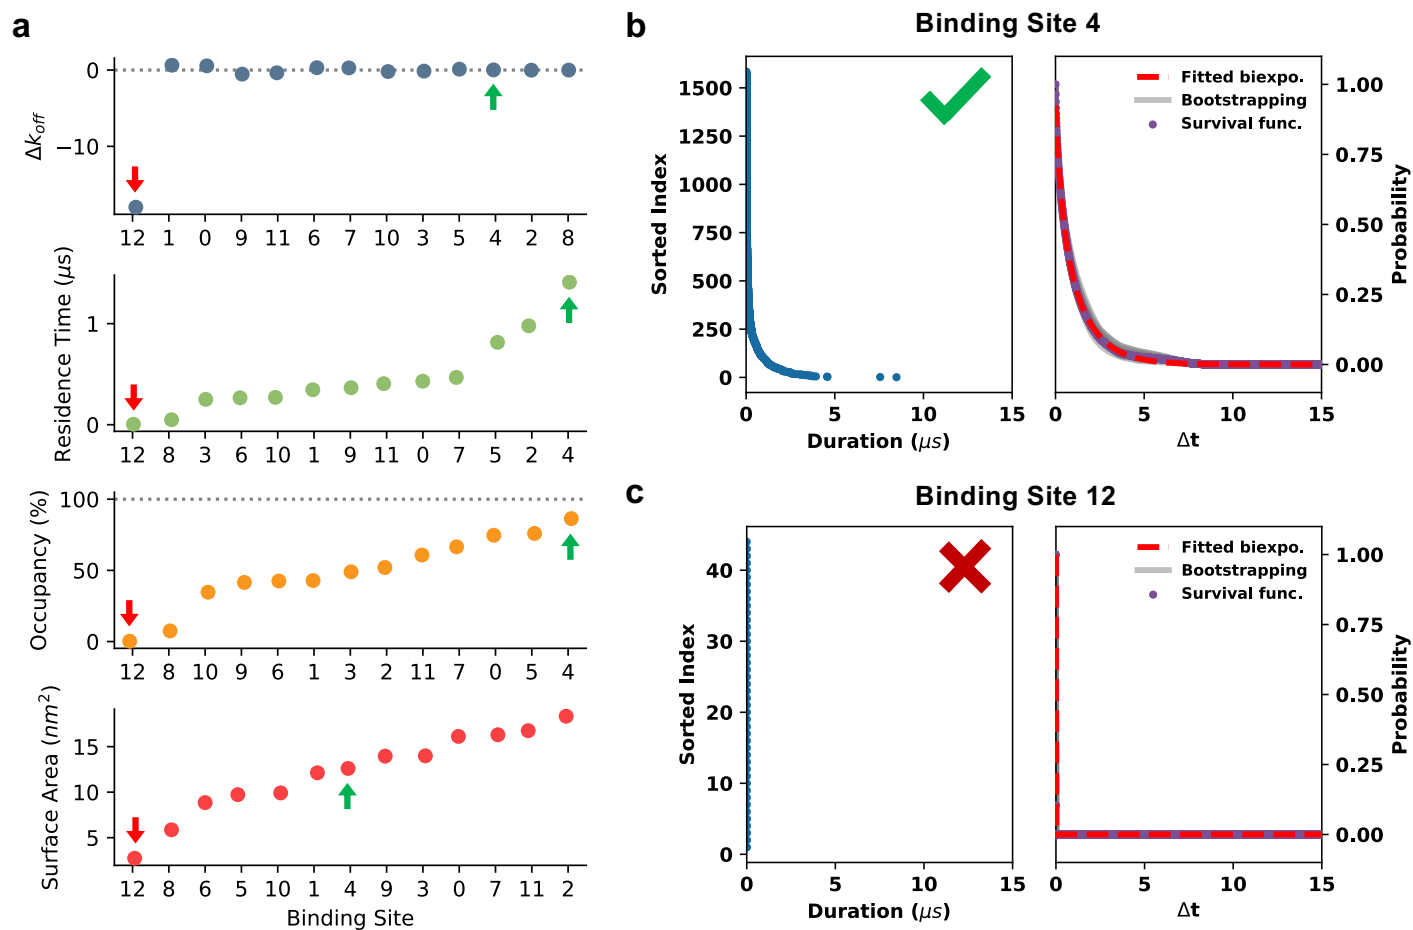 a
Δk_off
0
−10
12 1 0 9 11 6 7 10 3 5 4 2 8
Residence Time (μs)
1
0
12 8 3 6 10 1 9 11 0 7 5 2 4
Occupancy (%)
100
50
0
12 8 10 9 6 1 3 2 11 7 0 5 4
Surface Area (nm²)
15
10
5
12 8 6 5 10 1 4 9 3 0 7 11 2
Binding Site
b
Binding Site 4
Sorted Index
1500
1250
1000
750
500
250
0
0 5 10 15
Duration (μs)
Fitted biexpo.
Bootstrapping
Survival func.
1.00
0.75
0.50
0.25
0.00
Probability
0 5 10 15
Δt
c
Binding Site 12
Sorted Index
40
30
20
10
0
0 5 10 15
Duration (μs)
Fitted biexpo.
Bootstrapping
Survival func.
1.00
0.75
0.50
0.25
0.00
Probability
0 5 10 15
Δt